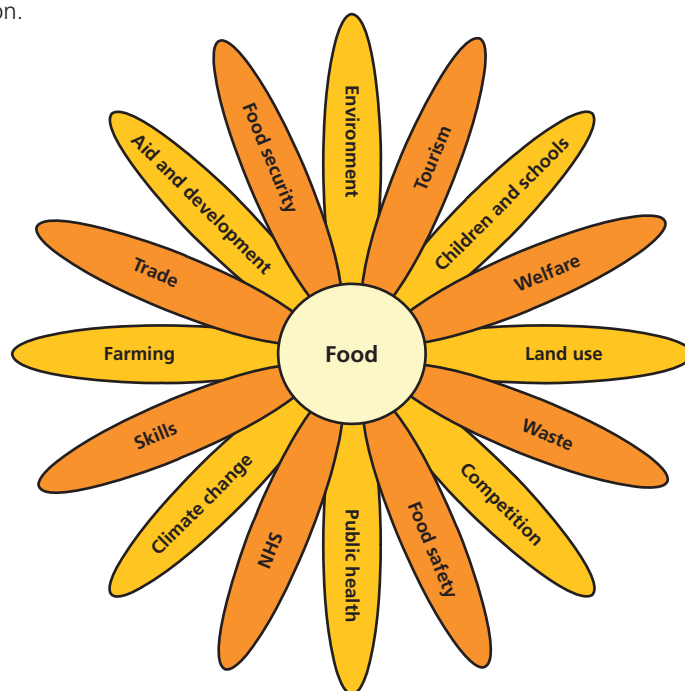 on.
Environment
Tourism
Children and schools
Welfare
Land use
Waste
Competition
Food safety
Public health
NHS
Climate change
Skills
Farming
Trade
Aid and development
Food security
Food